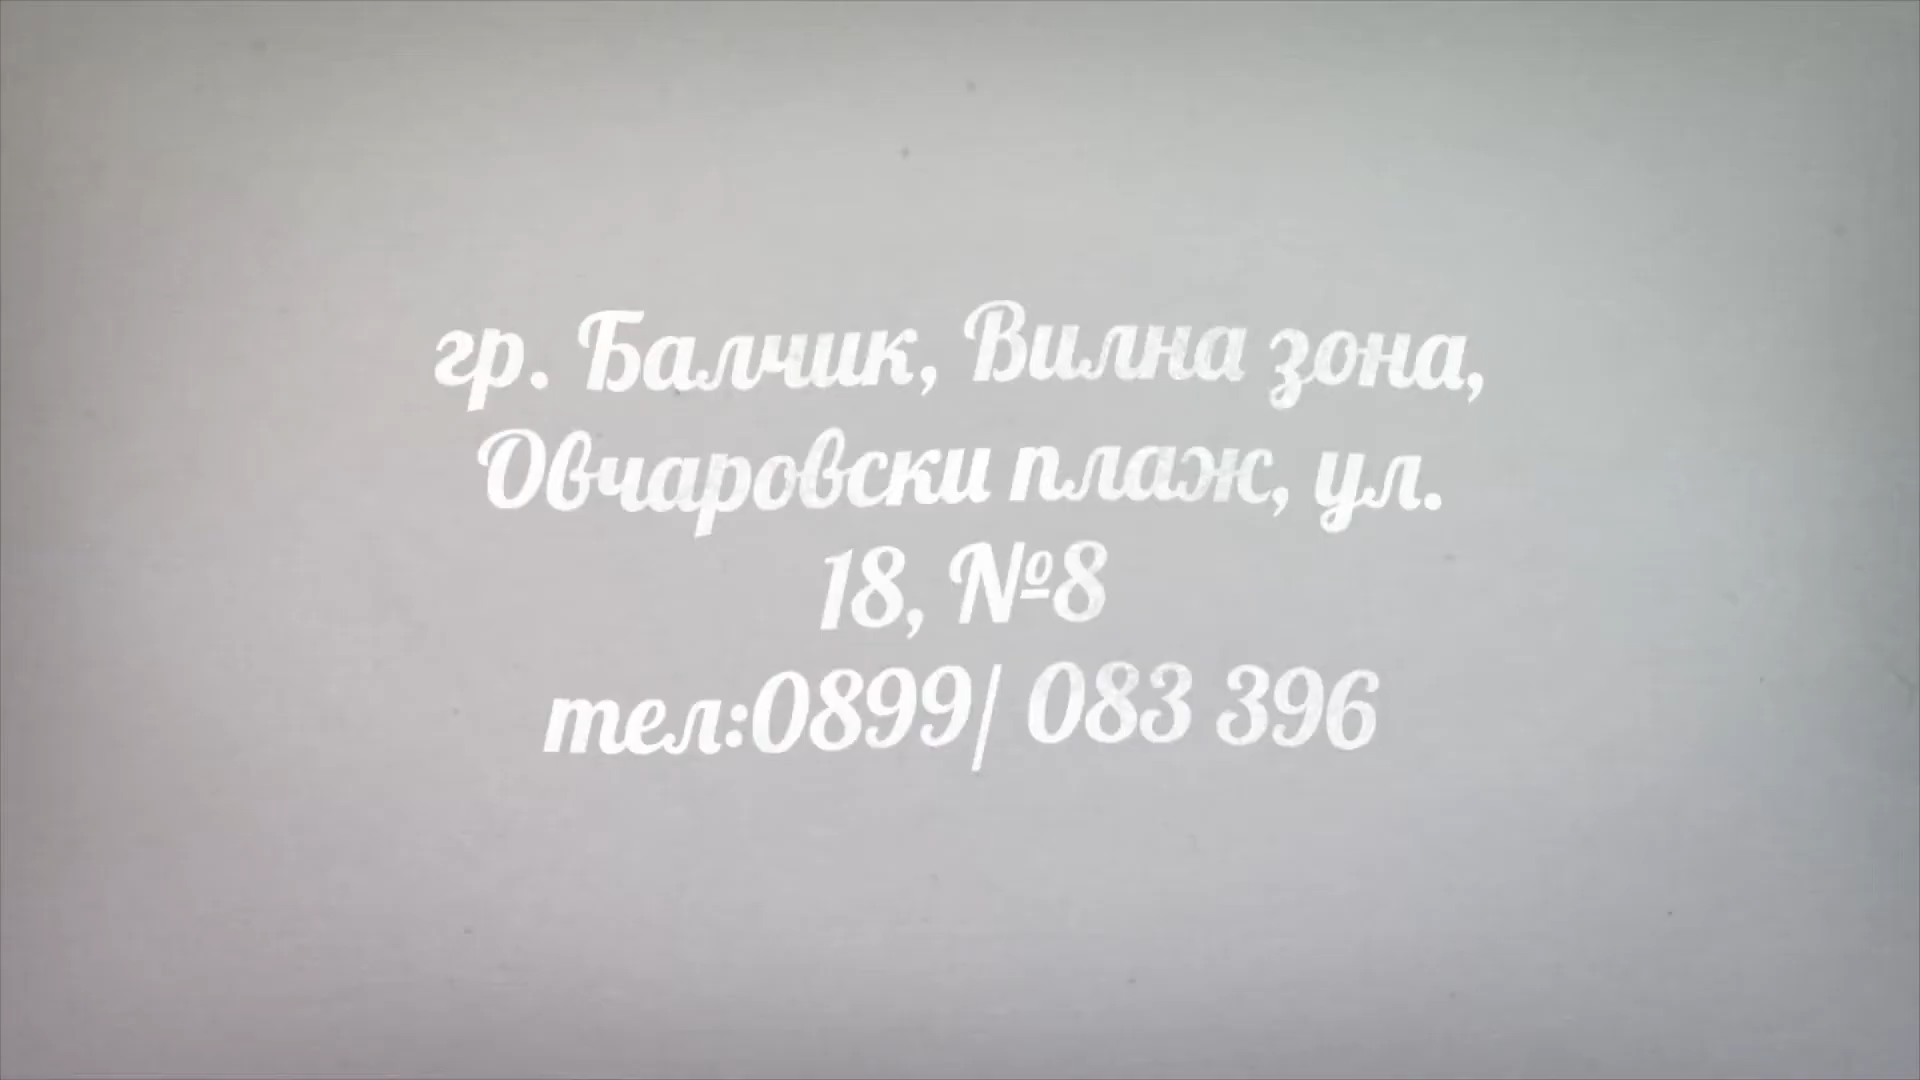 гр. Балчик, Вилна зона,
Овчаровски плаж, ул.
18, №8
тел:0899/ 083 396